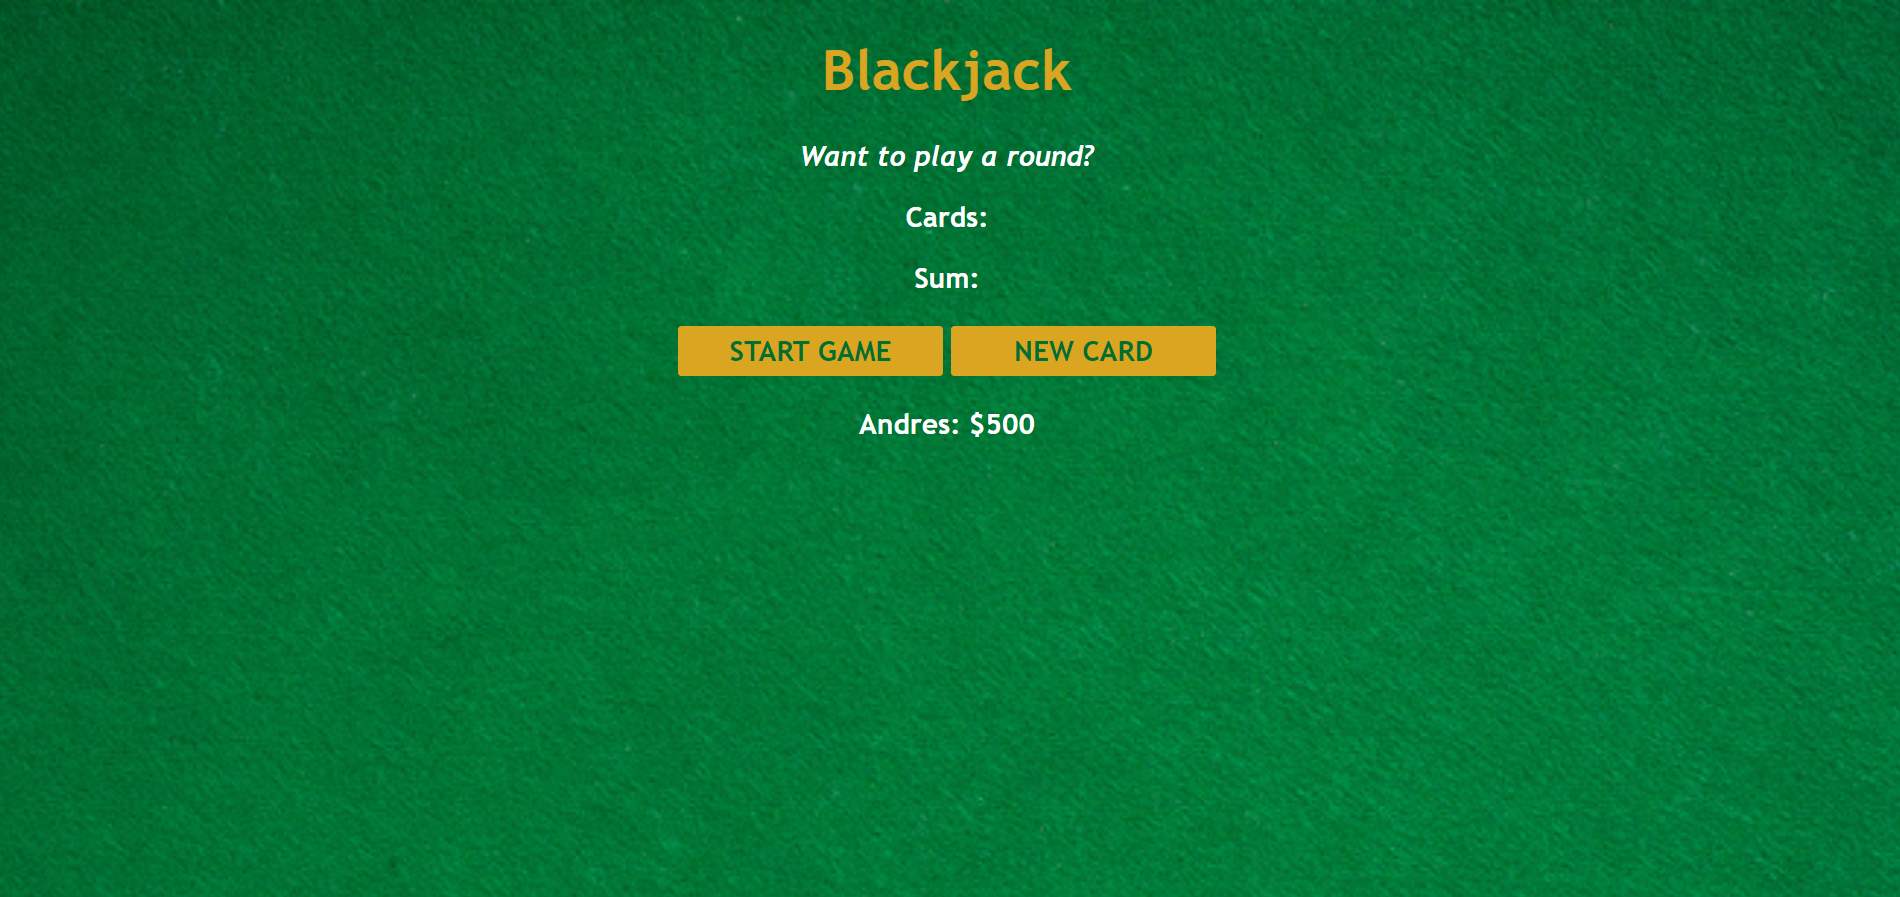 Blackjack
Want to play a round?
Cards:
Sum:
START GAME NEW CARD
Andres: $500